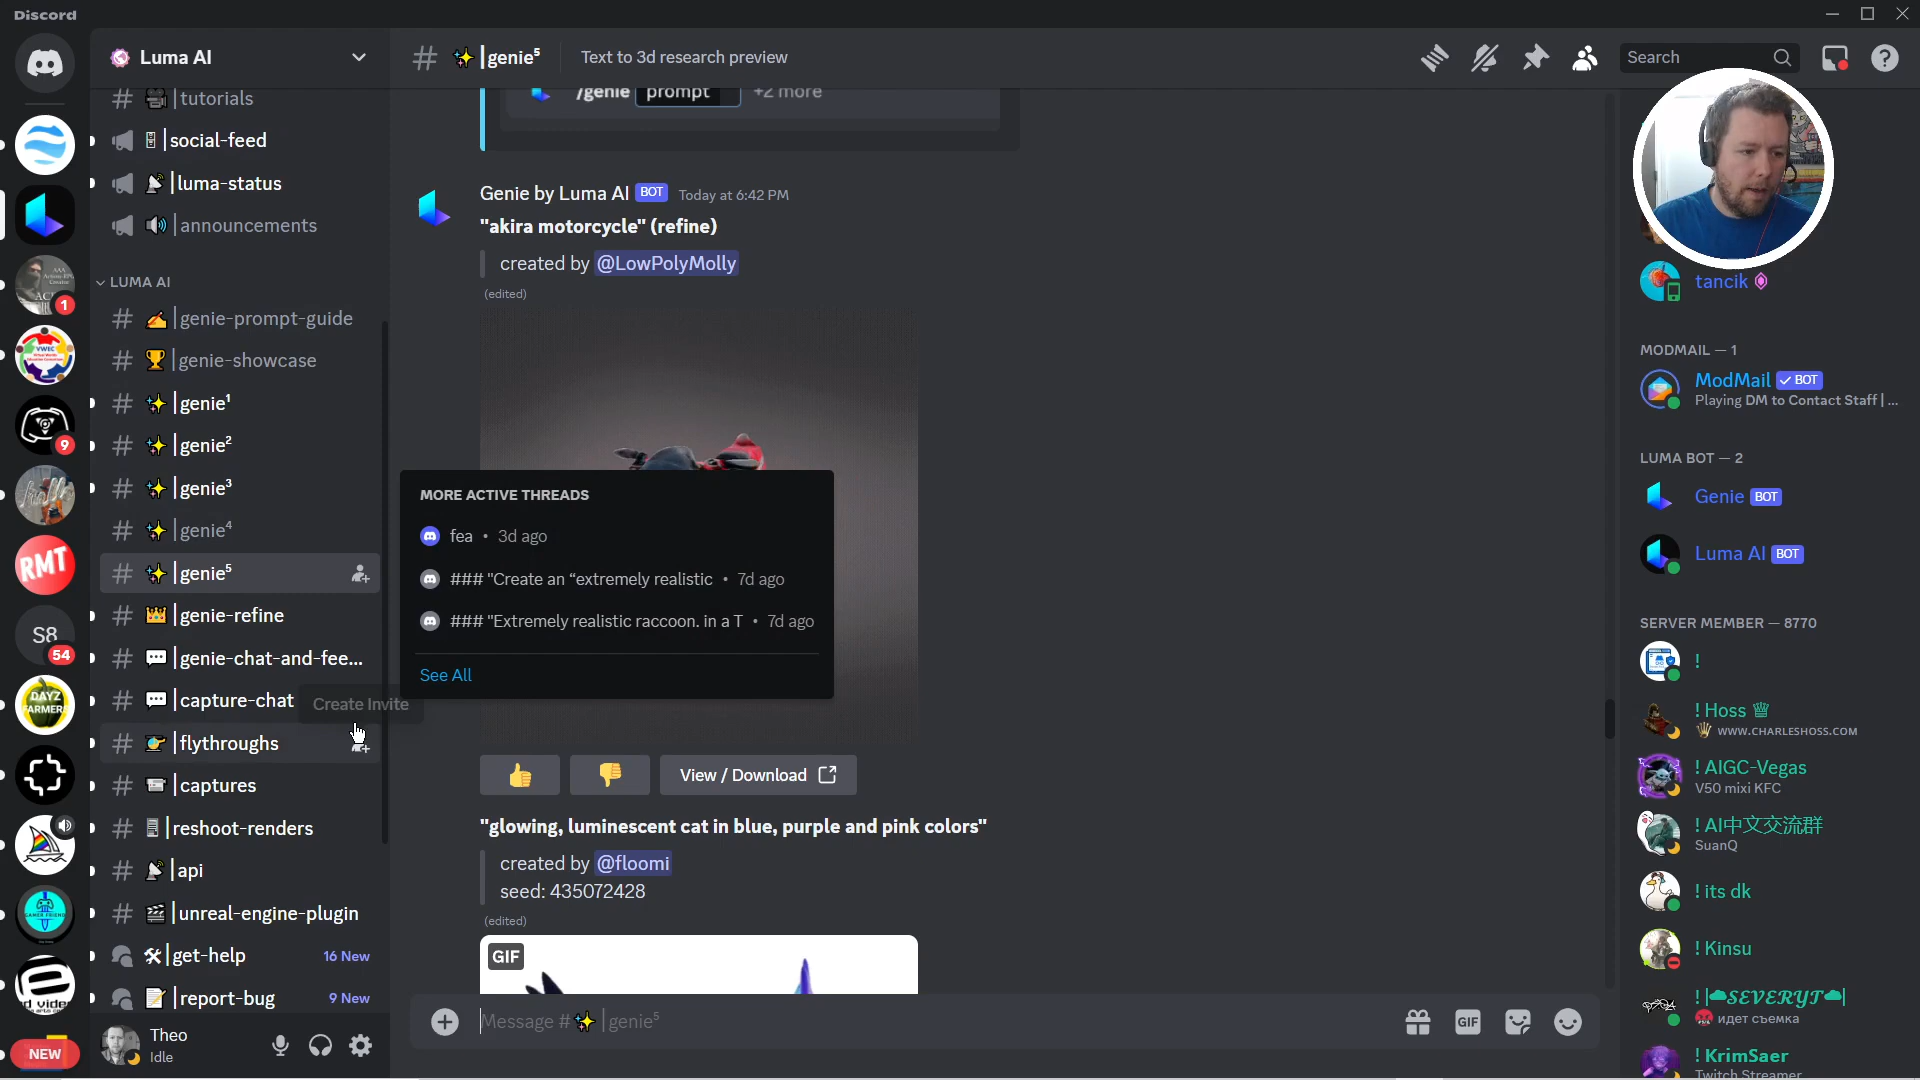 Discord
Luma AI
tutorials
social-feed
luma-status
announcements
LUMA AI
genie-prompt-guide
genie-showcase
genie¹
genie²
genie³
genie⁴
genie⁵
genie-refine
genie-chat-and-fee...
capture-chat
Create Invite
flythroughs
captures
reshoot-renders
api
unreal-engine-plugin
get-help 16 New
report-bug 9 New
1
9
RMT
S8
54
DAYZ
FARMER
NEW
Theo
Idle
# ✨|genie⁵ Text to 3d research preview
Search
/genie prompt +2 more
Genie by Luma AI BOT Today at 6:42 PM
"akira motorcycle" (refine)
created by @LowPolyMolly
(edited)
MORE ACTIVE THREADS
fea • 3d ago
### "Create an “extremely realistic • 7d ago
### "Extremely realistic raccoon. in a T • 7d ago
See All
View / Download
"glowing, luminescent cat in blue, purple and pink colors"
created by @floomi
seed: 435072428
(edited)
GIF
Message #✨|genie⁵
GIF
tancik
MODMAIL — 1
ModMail ✓ BOT
Playing DM to Contact Staff | ...
LUMA BOT — 2
Genie BOT
Luma AI BOT
SERVER MEMBER — 8770
!
! Hoss
WWW.CHARLESHOSS.COM
! AIGC-Vegas
V50 mixi KFC
! AI中文交流群
SuanQ
! its dk
! Kinsu
! |☁SEVERYT☁|
идет съемка
! KrimSaer
Twitch Streamer